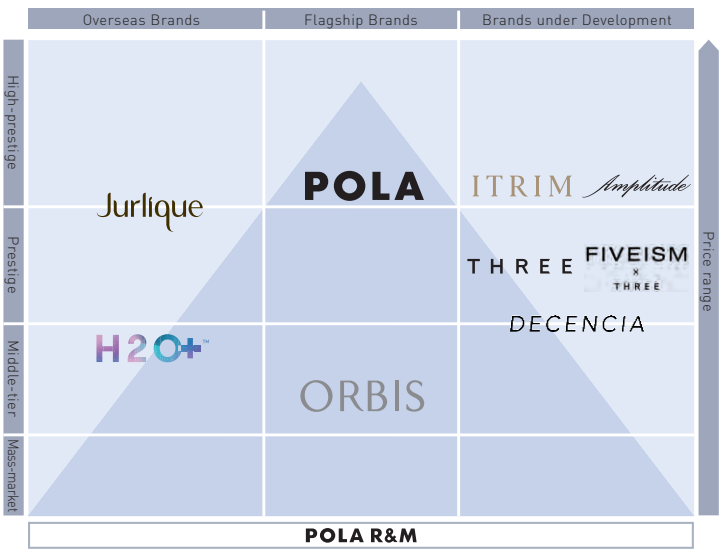 Overseas Brands
Flagship Brands
Brands under Development
High-prestige
Prestige
Middle-tier
Mass-market
Price range
Jurlique
POLA
ITRIM
Amplitude
THREE
FIVEISM
x
THREE
DECENCIA
H2O+™
ORBIS
POLA R&M